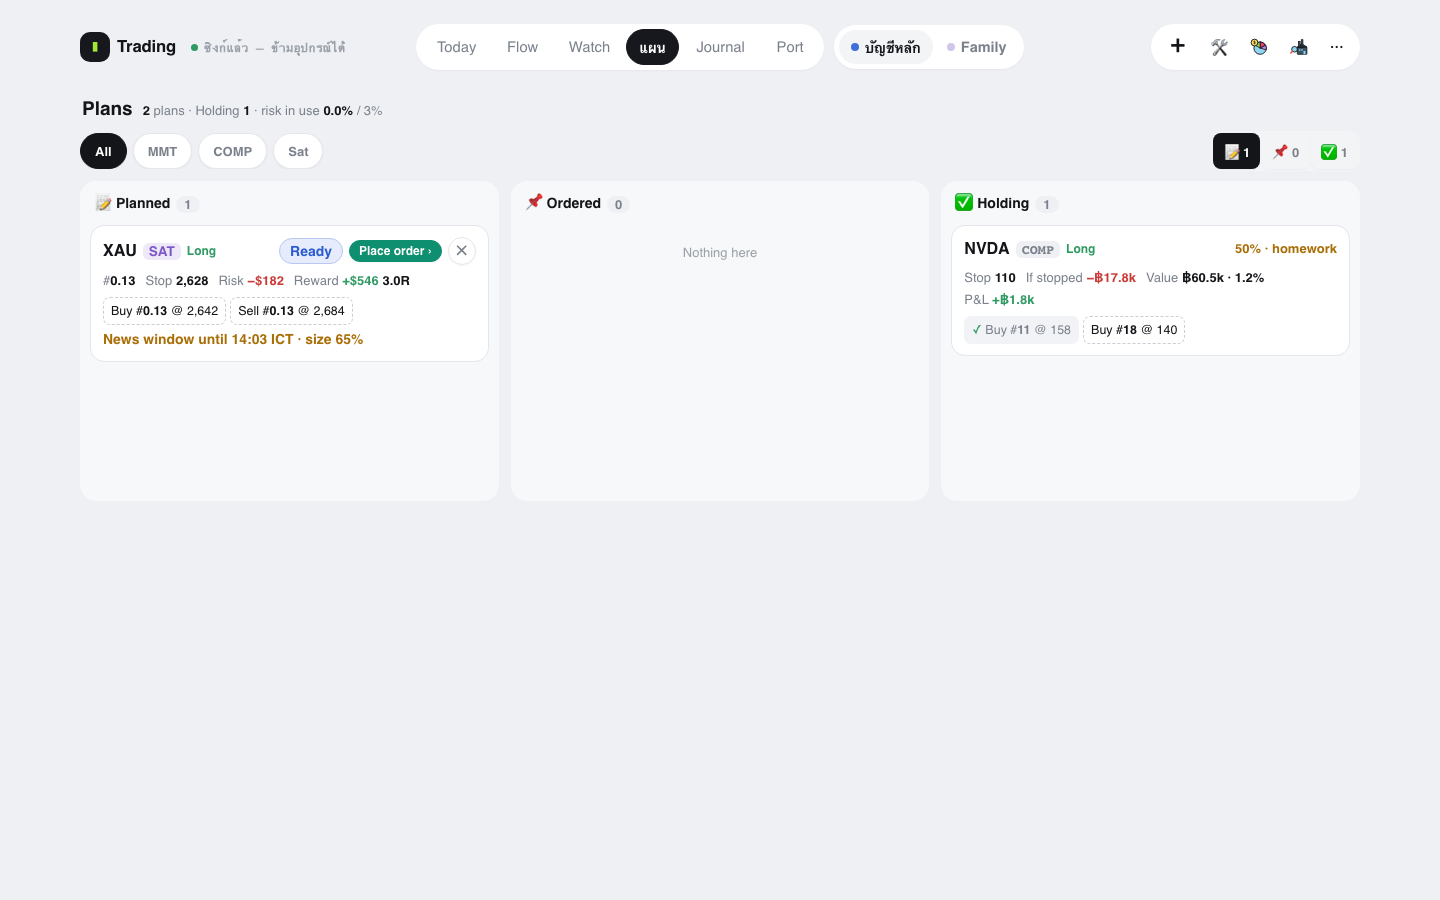 Trading ซิงก์แล้ว — ข้ามอุปกรณ์ได้ Today Flow Watch แผน Journal Port บัญชีหลัก Family + ...
Plans 2 plans · Holding 1 · risk in use 0.0% / 3%
All MMT COMP Sat 1 0 1
Planned 1
XAU SAT Long Ready Place order › ✕
#0.13 Stop 2,628 Risk −$182 Reward +$546 3.0R
Buy #0.13 @ 2,642 Sell #0.13 @ 2,684
News window until 14:03 ICT · size 65%
Ordered 0
Nothing here
Holding 1
NVDA COMP Long 50% · homework
Stop 110 If stopped −฿17.8k Value ฿60.5k · 1.2%
P&L +฿1.8k
✓ Buy #11 @ 158 Buy #18 @ 140